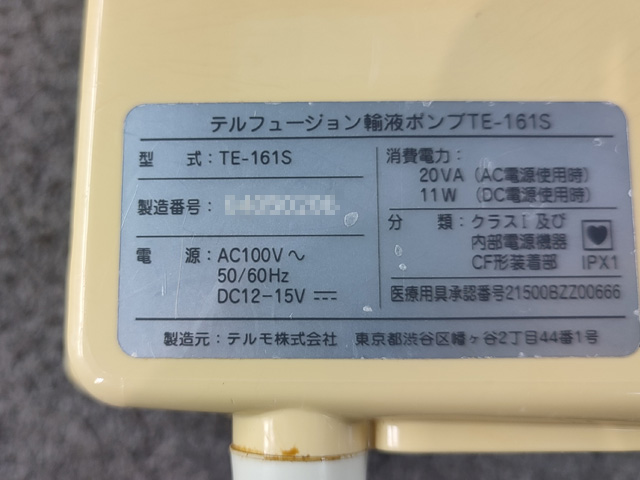 テルフュージョン輸液ポンプTE-161S
型　式：TE-161S
製造番号：
電　源：AC100V～
50/60Hz
DC12-15V
消費電力：
20VA（AC電源使用時）
11W（DC電源使用時）
分　類：クラスⅠ及び
内部電源機器
CF形装着部 IPX1
医療用具承認番号21500BZZ00666
製造元：テルモ株式会社　東京都渋谷区幡ヶ谷2丁目44番1号